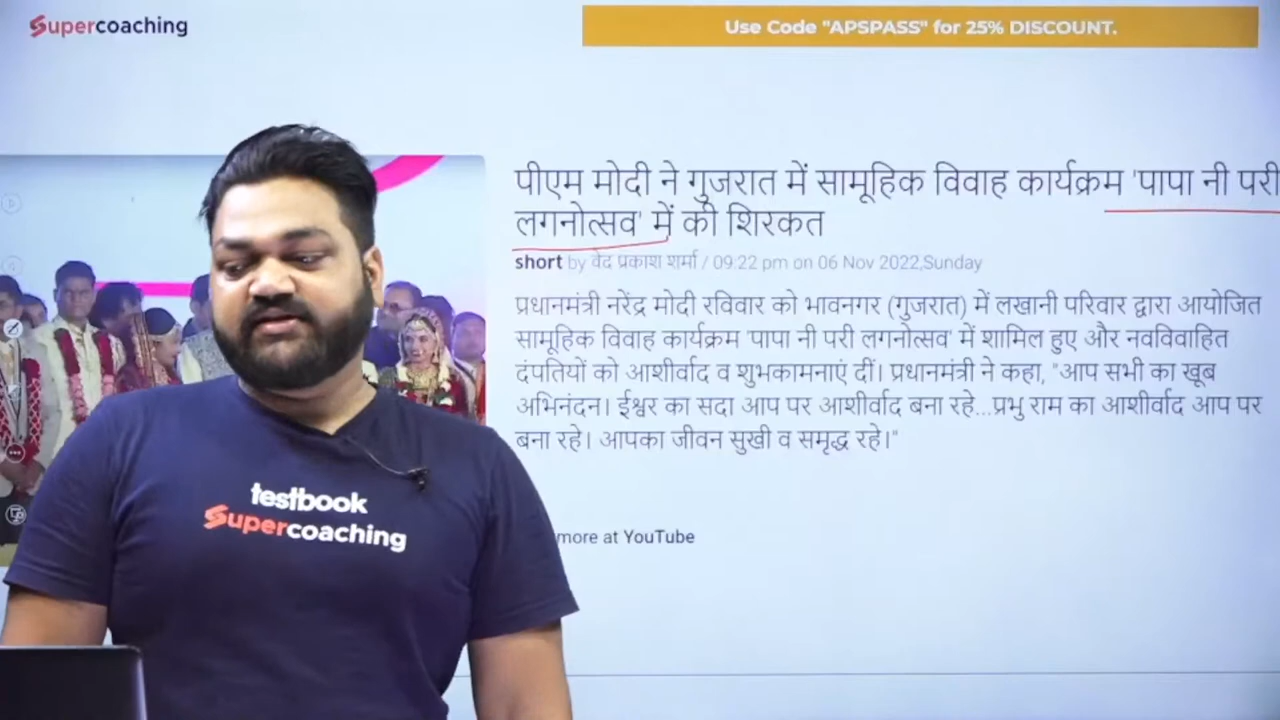 Supercoaching
Use Code "APSPASS" for 25% DISCOUNT.
पीएम मोदी ने गुजरात में सामूहिक विवाह कार्यक्रम 'पापा नी परी
लगनोत्सव' में की शिरकत
short by वेद प्रकाश शर्मा / 09:22 pm on 06 Nov 2022,Sunday
प्रधानमंत्री नरेंद्र मोदी रविवार को भावनगर (गुजरात) में लखानी परिवार द्वारा आयोजित
सामूहिक विवाह कार्यक्रम 'पापा नी परी लगनोत्सव' में शामिल हुए और नवविवाहित
दंपतियों को आशीर्वाद व शुभकामनाएं दीं। प्रधानमंत्री ने कहा, "आप सभी का खूब
अभिनंदन। ईश्वर का सदा आप पर आशीर्वाद बना रहे...प्रभु राम का आशीर्वाद आप पर
बना रहे। आपका जीवन सुखी व समृद्ध रहे।"
more at YouTube
testbook
Supercoaching